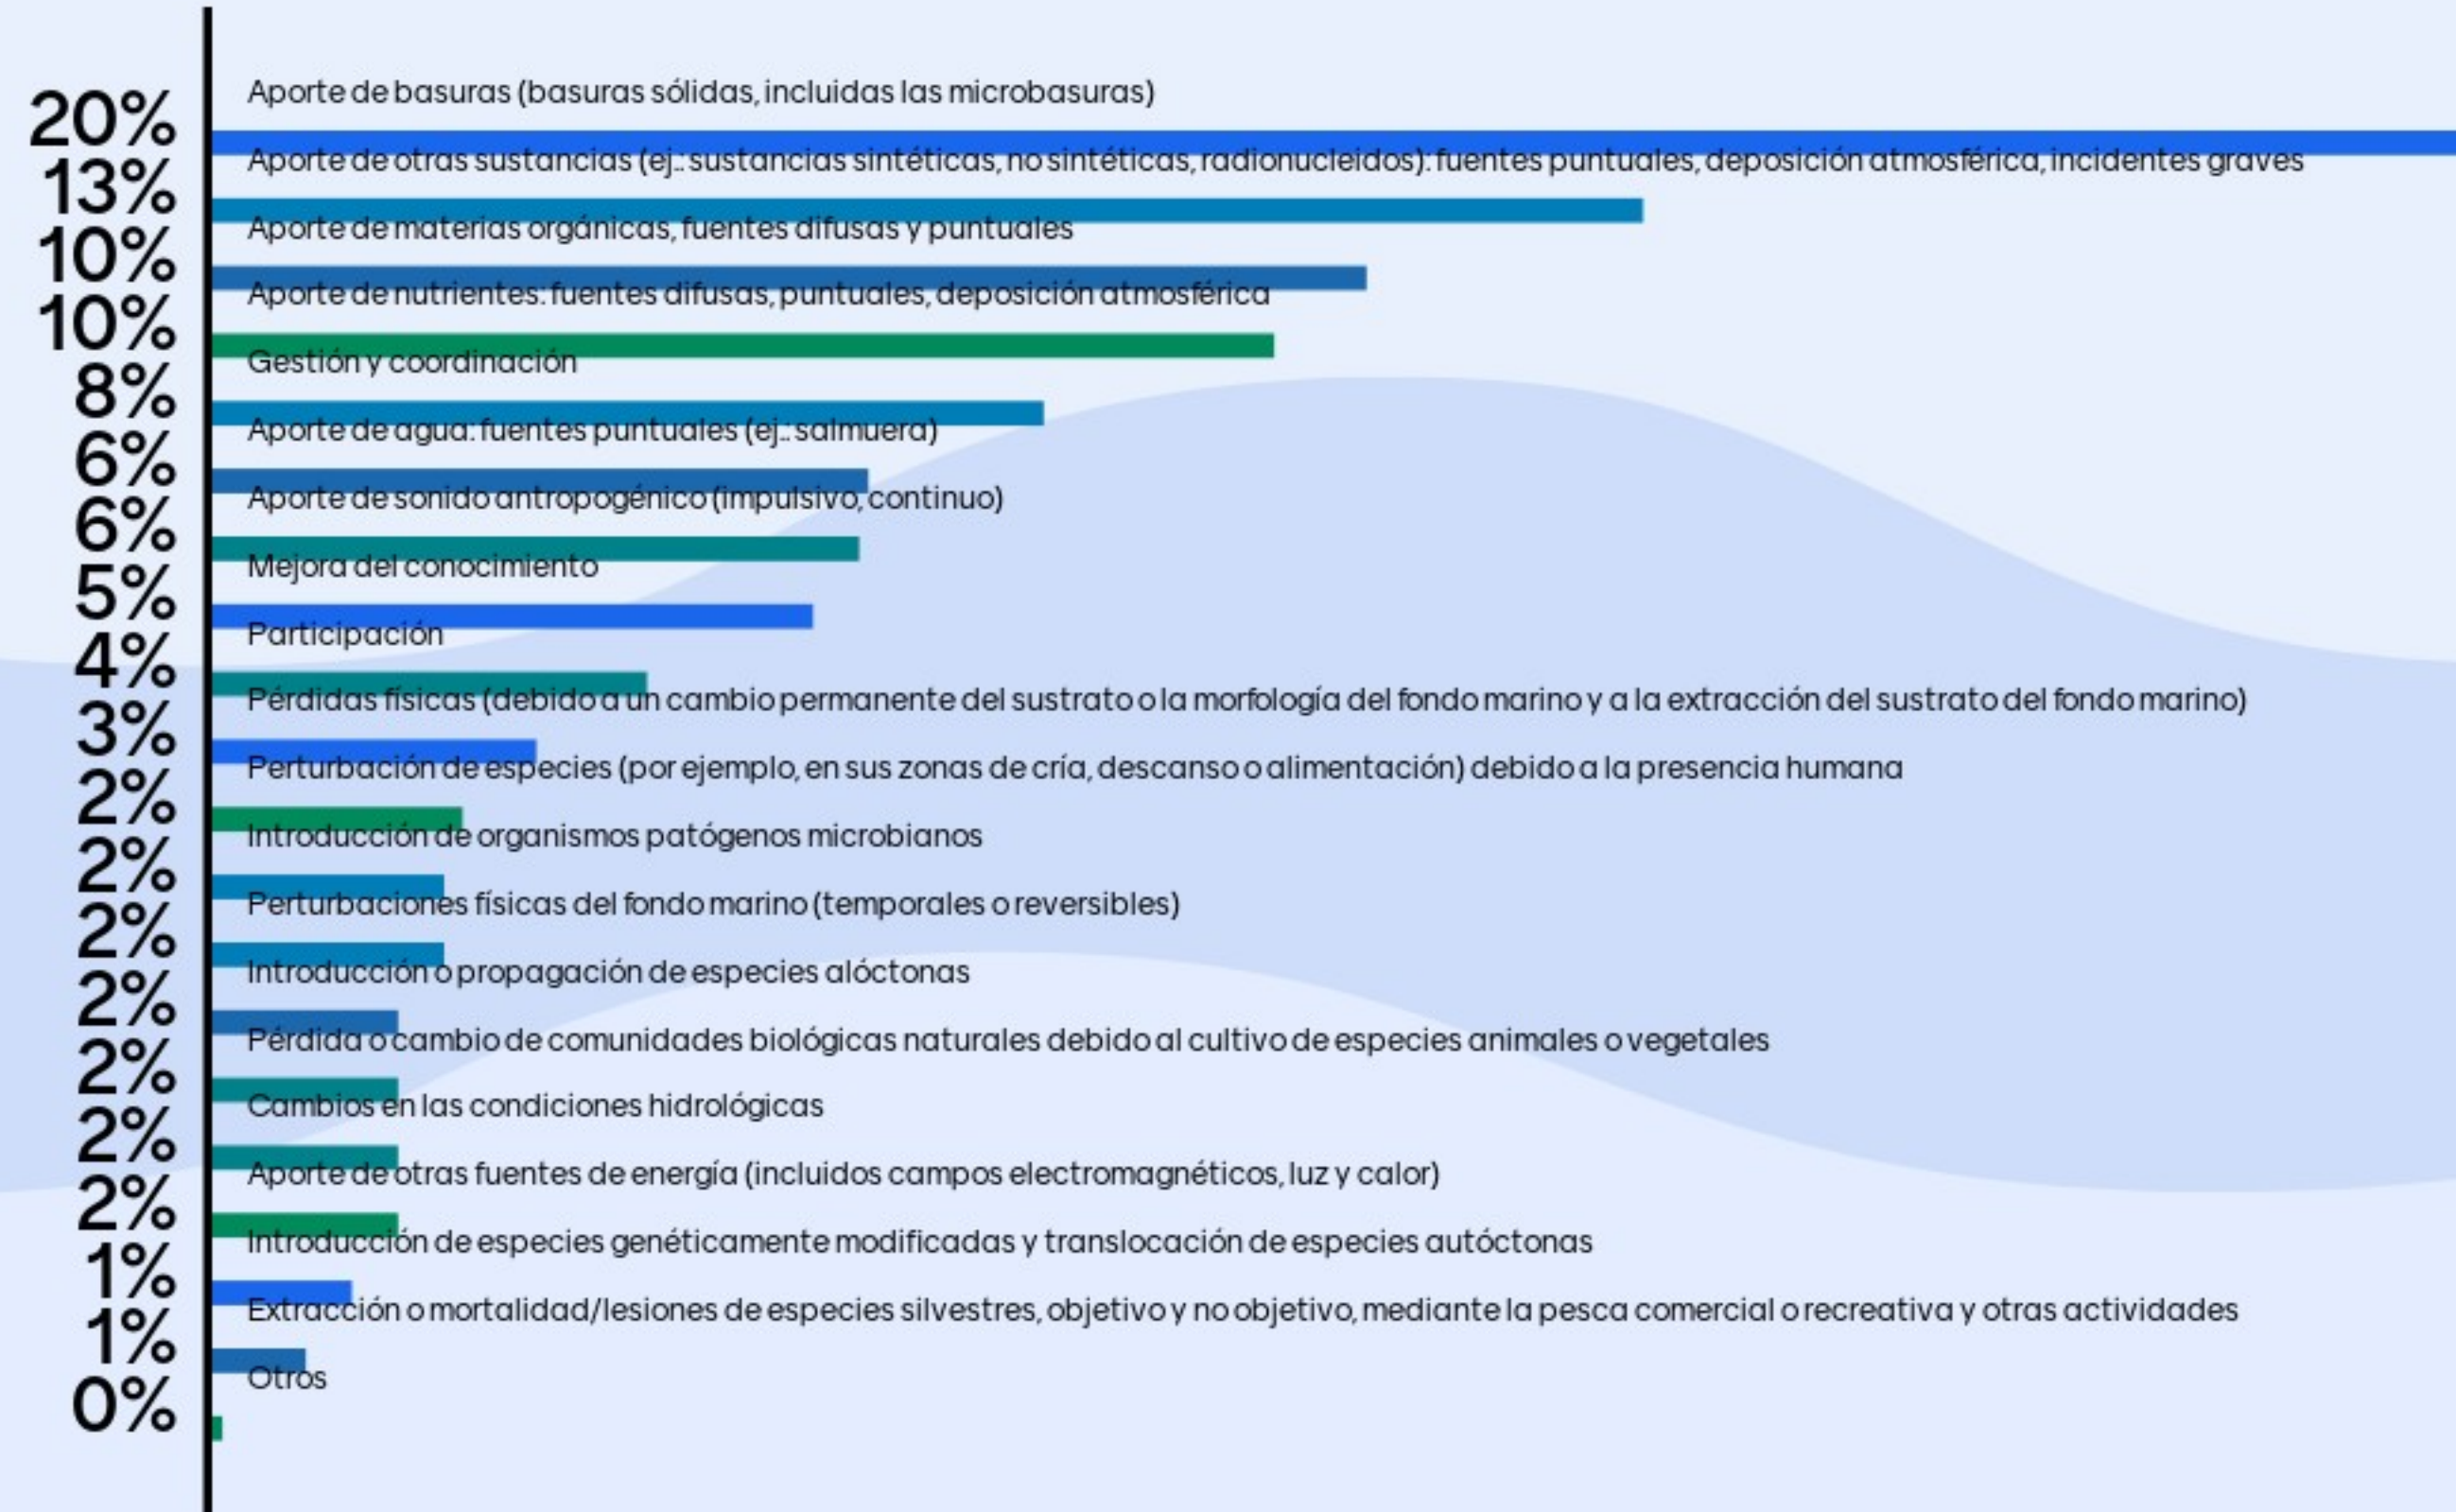 Aporte de basuras (basuras sólidas, incluidas las microbasuras)
20%
Aporte de otras sustancias (ej.: sustancias sintéticas, no sintéticas, radionucleidos): fuentes puntuales, deposición atmosférica, incidentes graves
13%
Aporte de materias orgánicas, fuentes difusas y puntuales
10%
Aporte de nutrientes: fuentes difusas, puntuales, deposición atmosférica
10%
Gestión y coordinación
8%
Aporte de agua: fuentes puntuales (ej.: salmuera)
6%
Aporte de sonido antropogénico (impulsivo, continuo)
6%
Mejora del conocimiento
5%
Participación
4%
Pérdidas físicas (debido a un cambio permanente del sustrato o la morfología del fondo marino y a la extracción del sustrato del fondo marino)
3%
Perturbación de especies (por ejemplo, en sus zonas de cría, descanso o alimentación) debido a la presencia humana
2%
Introducción de organismos patógenos microbianos
2%
Perturbaciones físicas del fondo marino (temporales o reversibles)
2%
Introducción o propagación de especies alóctonas
2%
Pérdida o cambio de comunidades biológicas naturales debido al cultivo de especies animales o vegetales
2%
Cambios en las condiciones hidrológicas
2%
Aporte de otras fuentes de energía (incluidos campos electromagnéticos, luz y calor)
2%
Introducción de especies genéticamente modificadas y translocación de especies autóctonas
1%
Extracción o mortalidad/lesiones de especies silvestres, objetivo y no objetivo, mediante la pesca comercial o recreativa y otras actividades
1%
Otros
0%